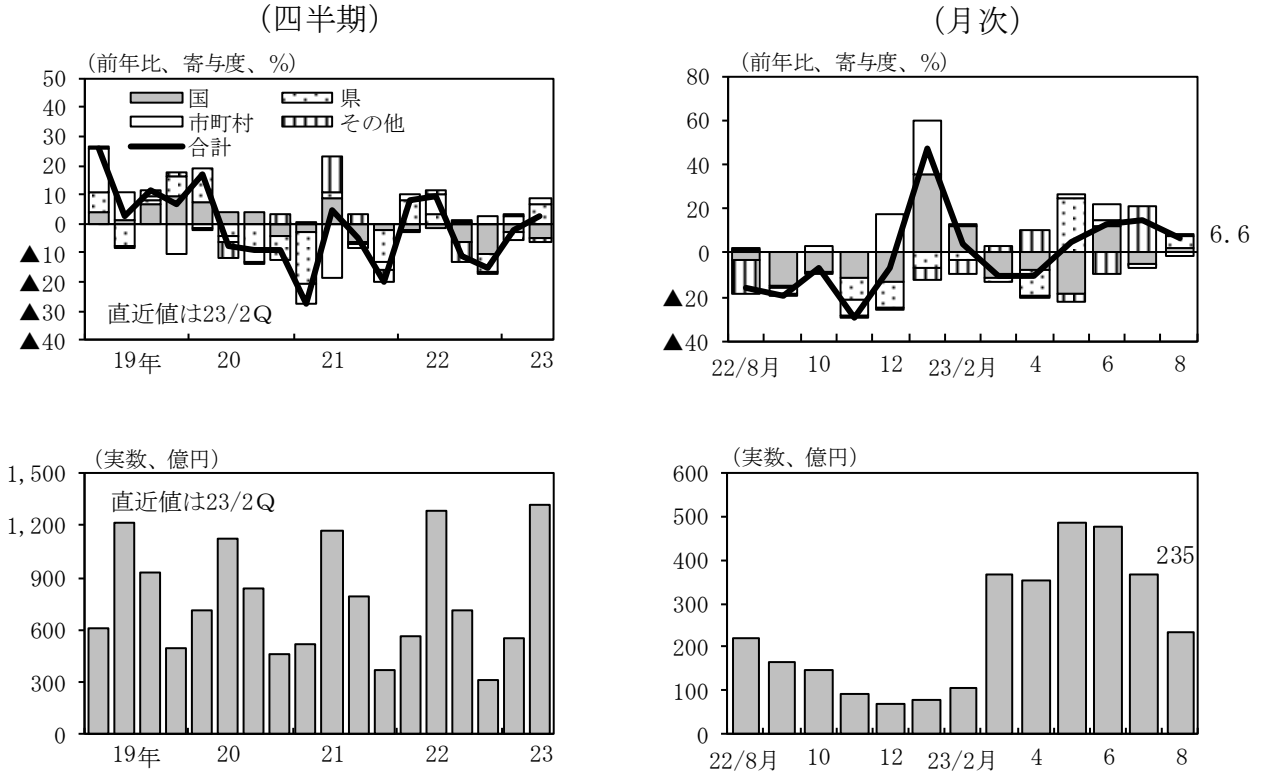 (四半期)
(前年比、寄与度、%)
50
40
30
20
10
0
▲ 10
▲ 20
▲ 30
▲ 40
国
県
市町村
その他
合計
直近値は23/2Q
19年 20 21 22 23
(月次)
(前年比、寄与度、%)
80
60
40
20
0
▲ 20
▲ 40
6.6
22/8月 10 12 23/2月 4 6 8
(実数、億円)
1,500
1,200
900
600
300
0
直近値は23/2Q
19年 20 21 22 23
(実数、億円)
600
500
400
300
200
100
0
235
22/8月 10 12 23/2月 4 6 8